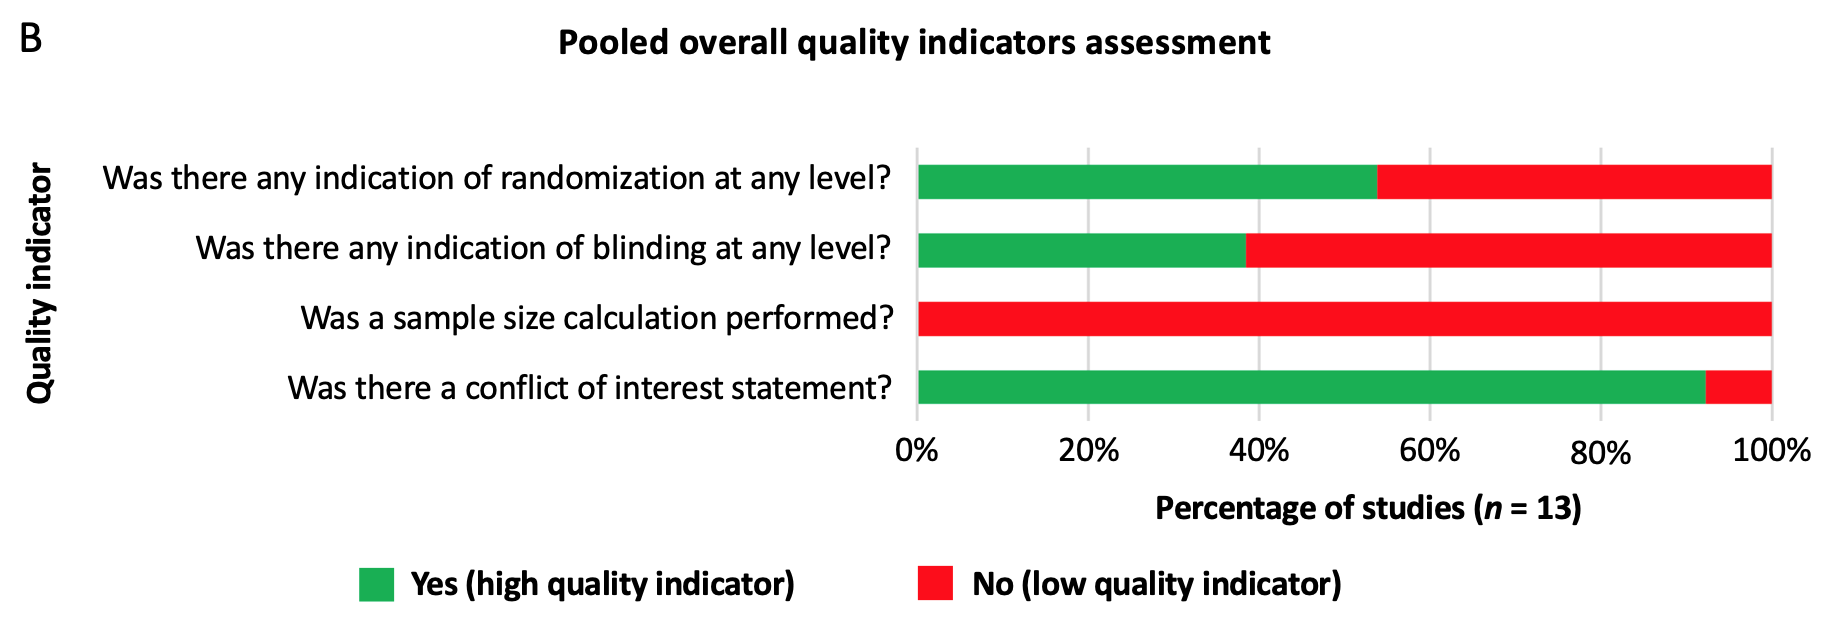 B
Pooled overall quality indicators assessment
Quality indicator
Was there any indication of randomization at any level?
Was there any indication of blinding at any level?
Was a sample size calculation performed?
Was there a conflict of interest statement?
0% 20% 40% 60% 80% 100%
Percentage of studies (n = 13)
Yes (high quality indicator) No (low quality indicator)